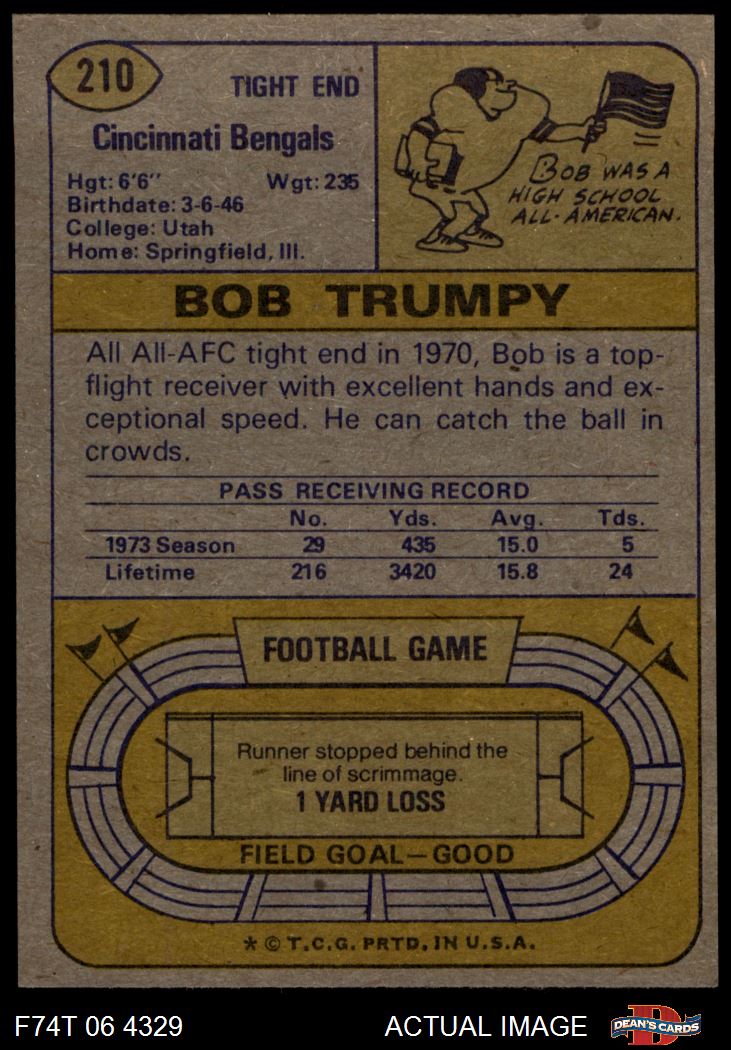 210
TIGHT END
Cincinnati Bengals
Hgt: 6'6" Wgt: 235
Birthdate: 3-6-46
College: Utah
Home: Springfield, Ill.
BOB WAS A
HIGH SCHOOL
ALL-AMERICAN.
BOB TRUMPY
All All-AFC tight end in 1970, Bob is a top-
flight receiver with excellent hands and ex-
ceptional speed. He can catch the ball in
crowds.
PASS RECEIVING RECORD
No. Yds. Avg. Tds.
1973 Season 29 435 15.0 5
Lifetime 216 3420 15.8 24
FOOTBALL GAME
Runner stopped behind the
line of scrimmage.
1 YARD LOSS
FIELD GOAL—GOOD
* © T.C.G. PRTD. IN U.S.A.
F74T 06 4329 ACTUAL IMAGE DEAN'S CARDS